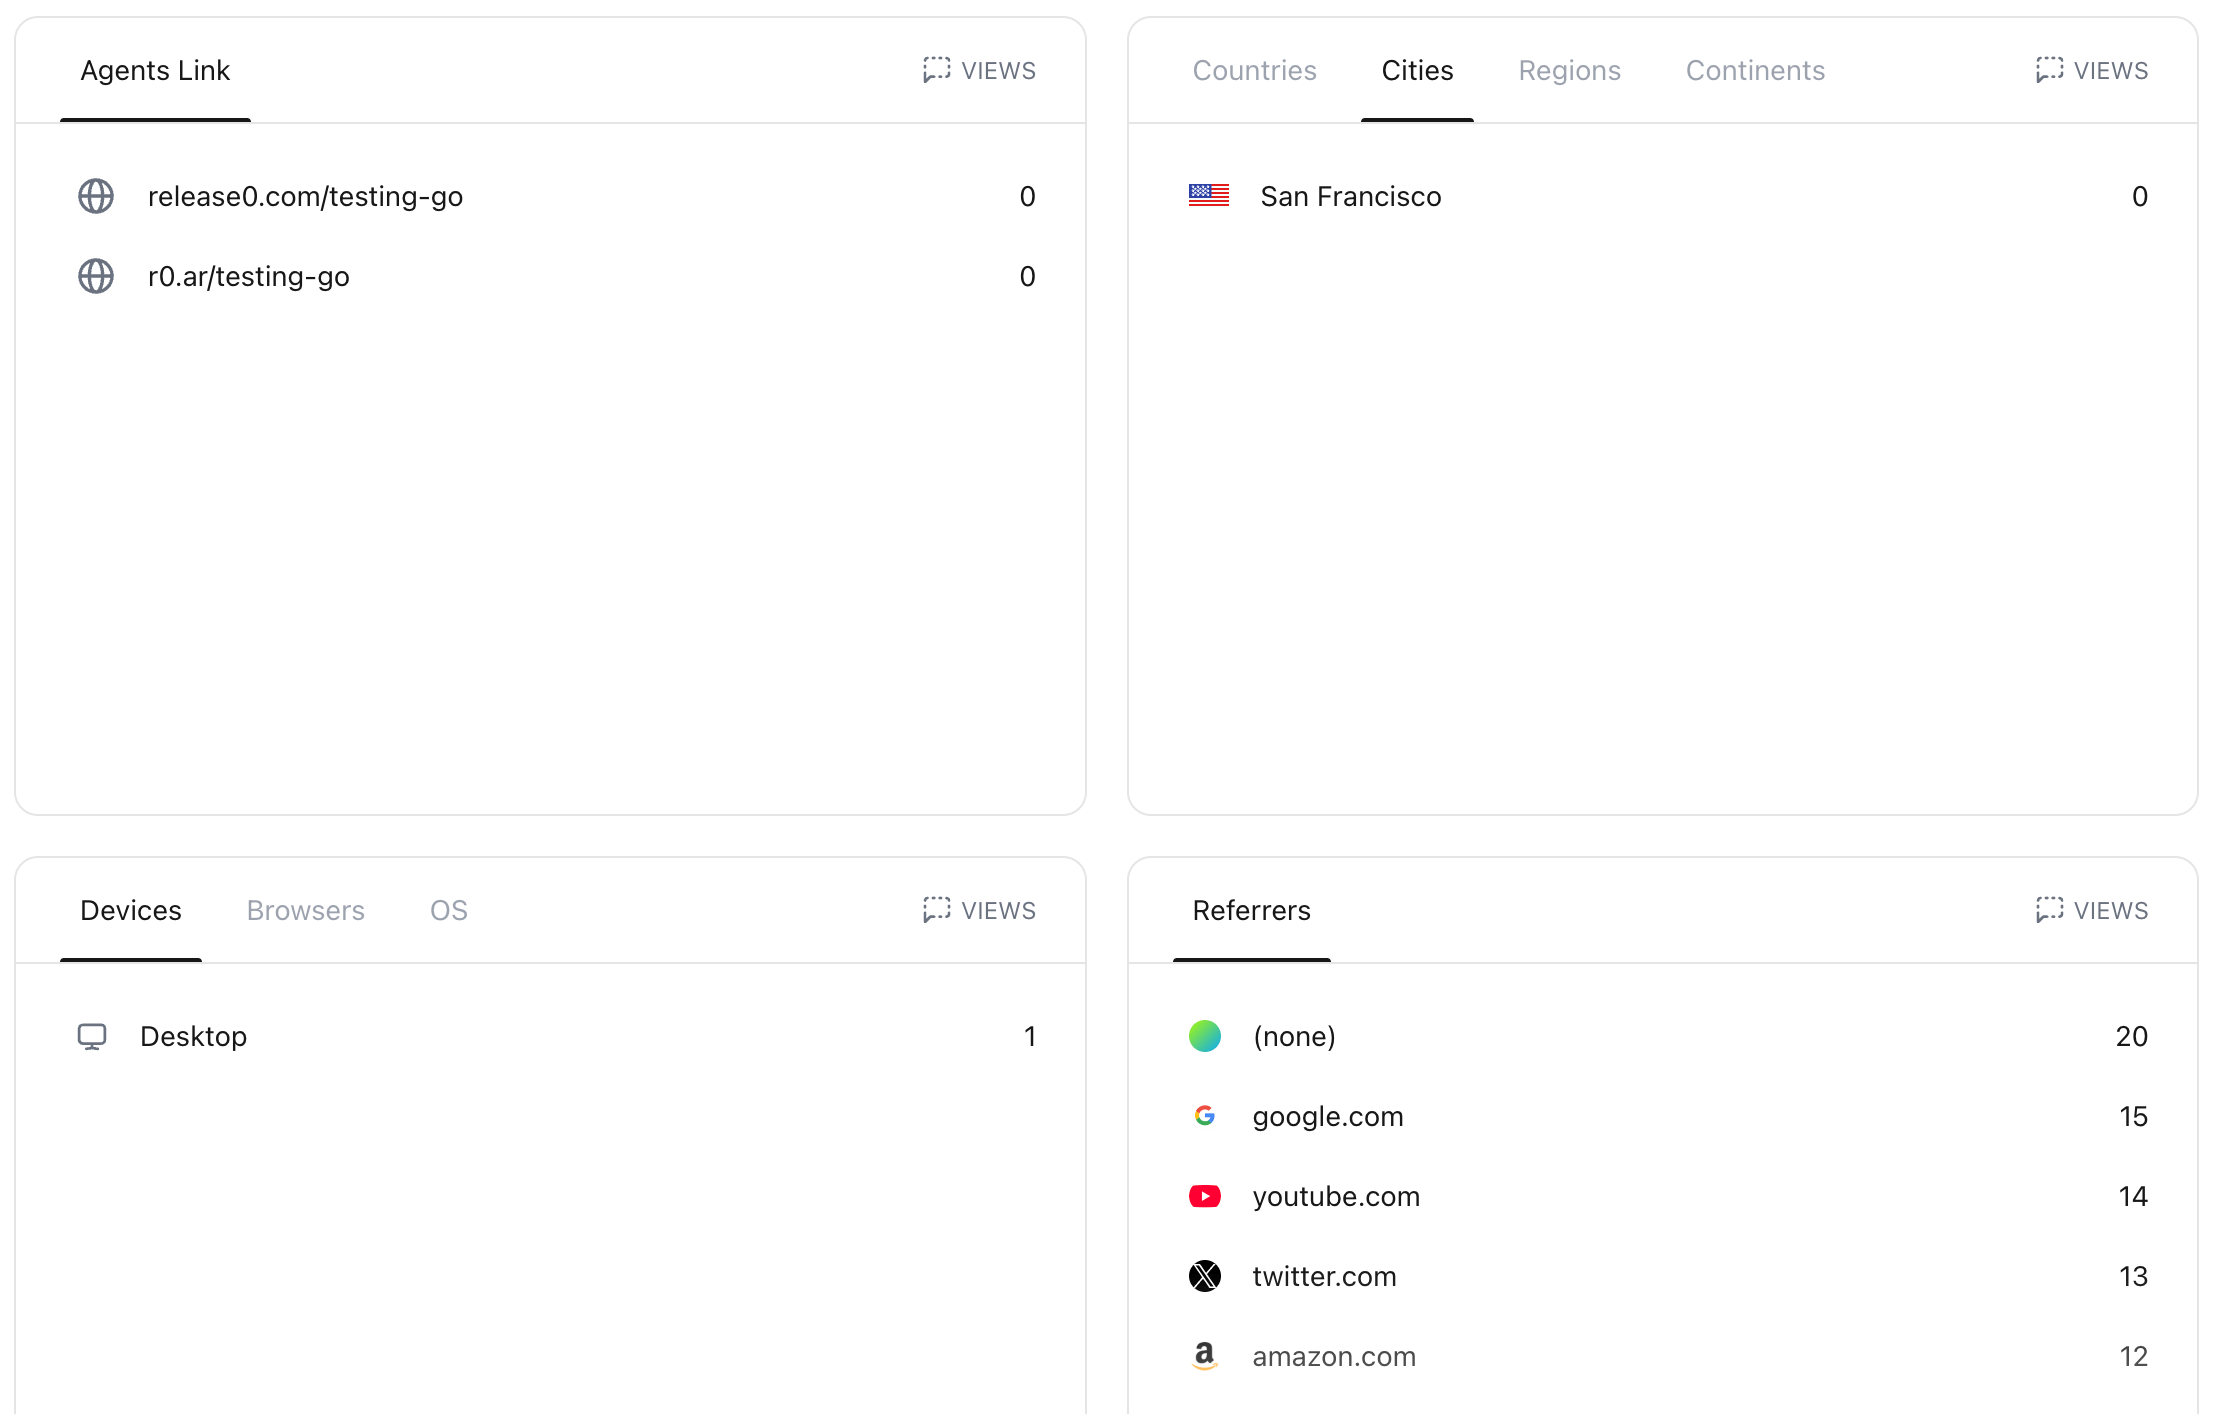 Agents Link VIEWS
release0.com/testing-go 0
r0.ar/testing-go 0
Countries Cities Regions Continents VIEWS
San Francisco 0
Devices Browsers OS VIEWS
Desktop 1
Referrers VIEWS
(none) 20
google.com 15
youtube.com 14
twitter.com 13
amazon.com 12